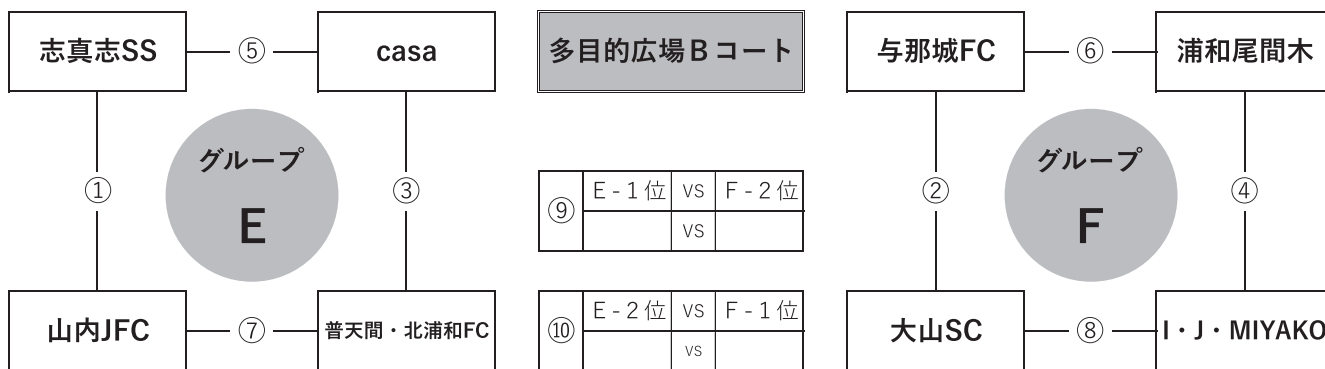 志真志SS
⑤
casa
多目的広場Bコート
与那城FC
⑥
浦和尾間木
グループ
E
①
③
⑨
E-1位 vs F-2位
vs
グループ
F
②
④
⑩
E-2位 vs F-1位
vs
山内JFC
⑦
普天間・北浦和FC
大山SC
⑧
I・J・MIYAKO